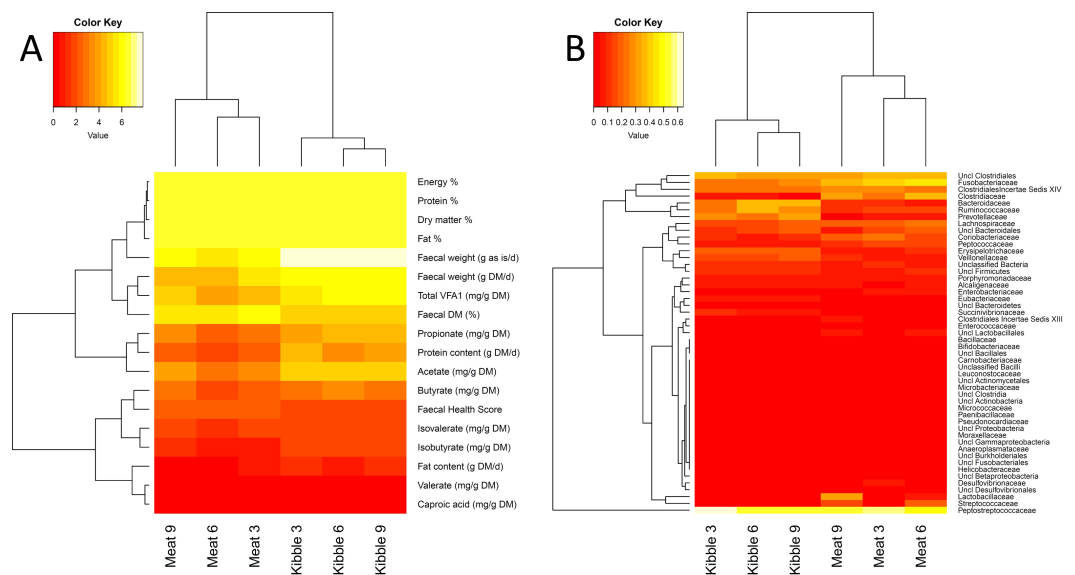 A
Color Key
0 2 4 6
Value
Energy %
Protein %
Dry matter %
Fat %
Faecal weight (g as is/d)
Faecal weight (g DM/d)
Total VFA1 (mg/g DM)
Faecal DM (%)
Propionate (mg/g DM)
Protein content (g DM/d)
Acetate (mg/g DM)
Butyrate (mg/g DM)
Faecal Health Score
Isovalerate (mg/g DM)
Isobutyrate (mg/g DM)
Fat content (g DM/d)
Valerate (mg/g DM)
Caproic acid (mg/g DM)
Meat 9
Meat 6
Meat 3
Kibble 3
Kibble 6
Kibble 9
B
Color Key
0 0.1 0.2 0.3 0.4 0.5 0.6
Value
Uncl Clostridiales
Fusobacteriaceae
ClostridialesIncertae Sedis XIV
Clostridiaceae
Bacteroidaceae
Ruminococcaceae
Prevotellaceae
Lachnospiraceae
Uncl Bacteroidales
Coriobacteriaceae
Peptococcaceae
Erysipelotrichaceae
Veillonellaceae
Unclassified Bacteria
Uncl Firmicutes
Porphyromonadaceae
Alcaligenaceae
Enterobacteriaceae
Eubacteriaceae
Uncl Bacteroidetes
Succinivibrionaceae
Clostridiales Incertae Sedis XIII
Enterococcaceae
Uncl Lactobacillales
Bacillaceae
Bifidobacteriaceae
Uncl Bacillales
Carnobacteriaceae
Unclassified Bacilli
Leuconostocaceae
Uncl Actinomycetales
Microbacteriaceae
Uncl Clostridia
Uncl Actinobacteria
Micrococcaceae
Paenibacillaceae
Pseudonocardiaceae
Uncl Proteobacteria
Moraxellaceae
Uncl Gammaproteobacteria
Anaeroplasmataceae
Uncl Burkholderiales
Uncl Fusobacteriales
Helicobacteraceae
Uncl Betaproteobacteria
Desulfovibrionaceae
Uncl Desulfovibrionales
Lactobacillaceae
Streptococcaceae
Peptostreptococcaceae
Kibble 3
Kibble 6
Kibble 9
Meat 9
Meat 3
Meat 6